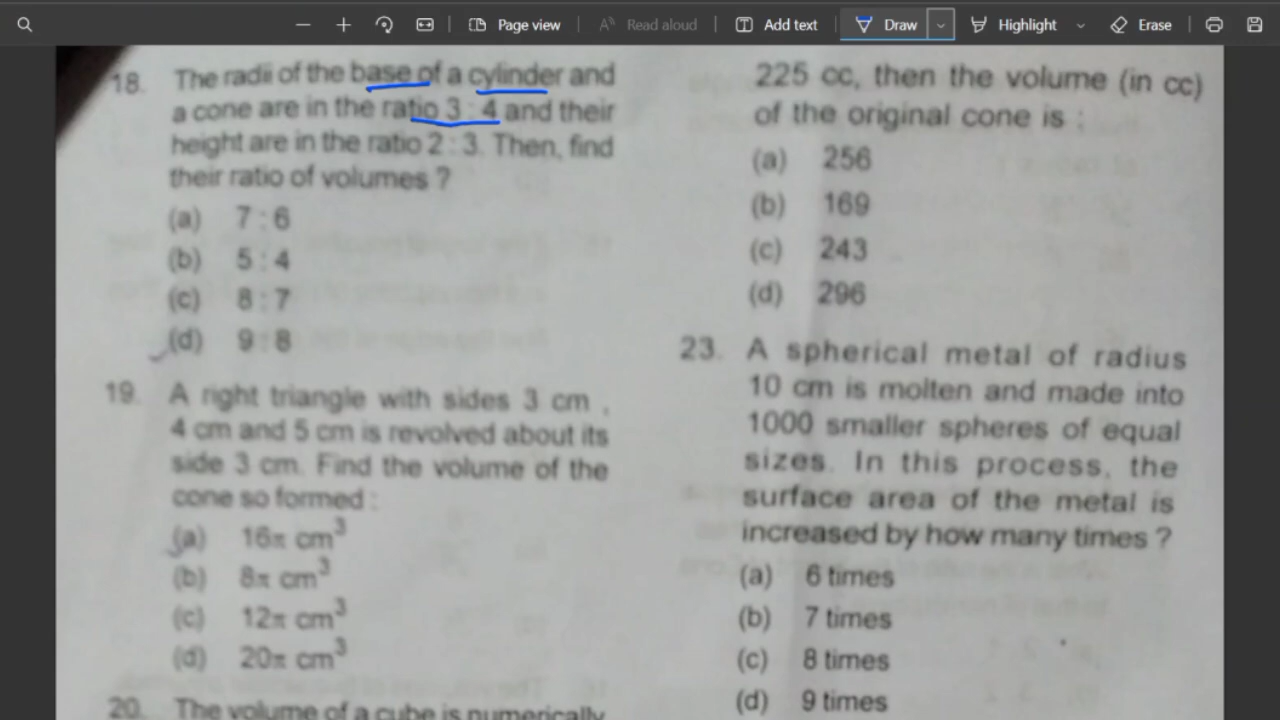 Page view
Read aloud
Add text
Draw
Highlight
Erase
18. The radii of the base of a cylinder and
a cone are in the ratio 3 : 4 and their
height are in the ratio 2 : 3. Then, find
their ratio of volumes ?
(a) 7 : 6
(b) 5 : 4
(c) 8 : 7
(d) 9 : 8
19. A right triangle with sides 3 cm ,
4 cm and 5 cm is revolved about its
side 3 cm. Find the volume of the
cone so formed :
(a) 16π cm³
(b) 8π cm³
(c) 12π cm³
(d) 20π cm³
20. The volume of a cube is numerically
225 cc, then the volume (in cc)
of the original cone is :
(a) 256
(b) 169
(c) 243
(d) 296
23. A spherical metal of radius
10 cm is molten and made into
1000 smaller spheres of equal
sizes. In this process, the
surface area of the metal is
increased by how many times ?
(a) 6 times
(b) 7 times
(c) 8 times
(d) 9 times